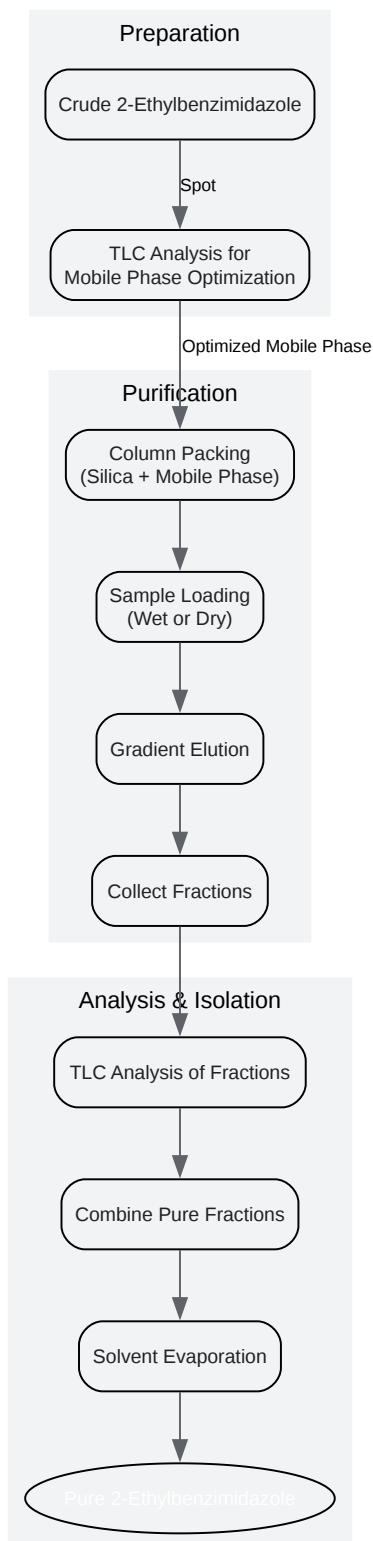 Preparation
Crude 2-Ethylbenzimidazole
Spot
TLC Analysis for
Mobile Phase Optimization
Optimized Mobile Phase
Purification
Column Packing
(Silica + Mobile Phase)
Sample Loading
(Wet or Dry)
Gradient Elution
Collect Fractions
Analysis & Isolation
TLC Analysis of Fractions
Combine Pure Fractions
Solvent Evaporation
Pure 2-Ethylbenzimidazole